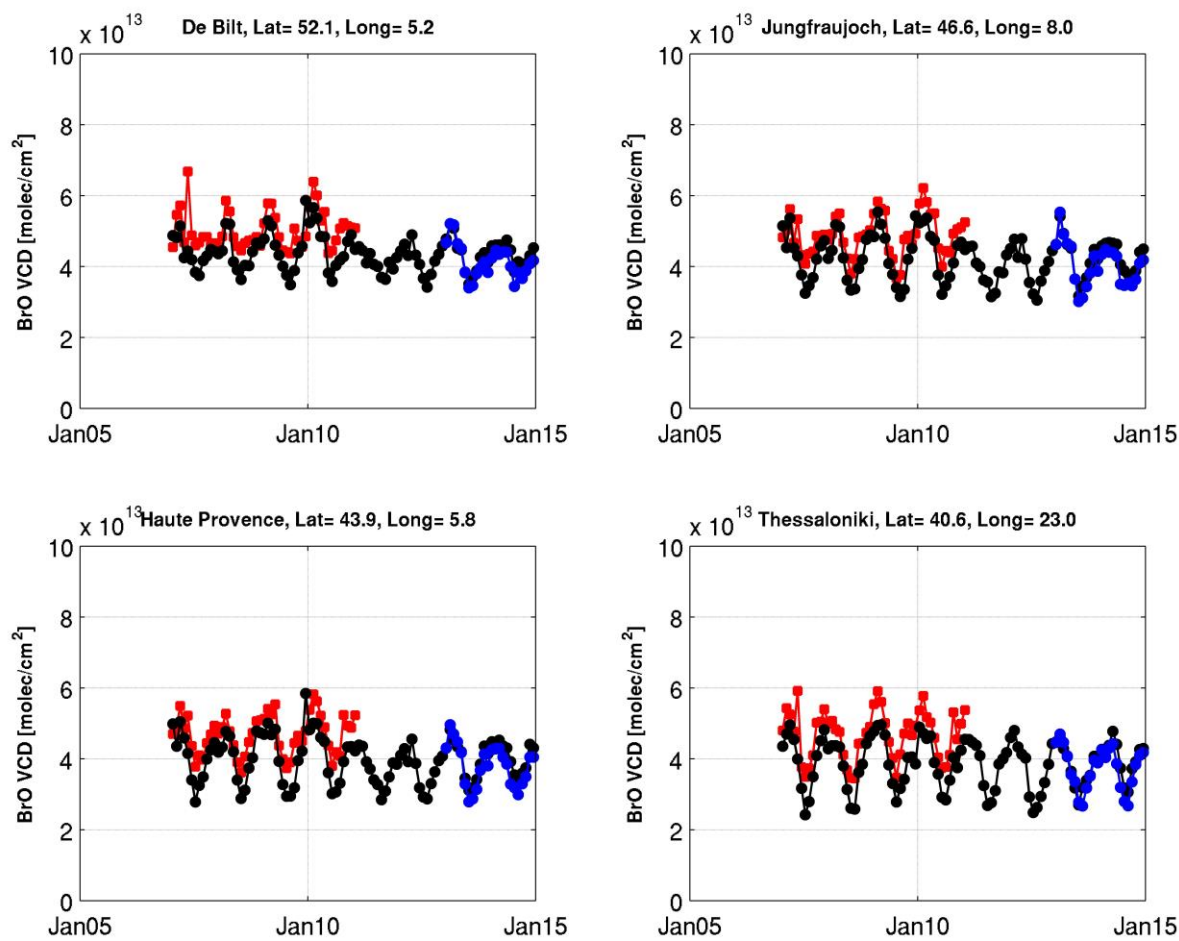 x 10^13
De Bilt, Lat= 52.1, Long= 5.2
BrO VCD [molec/cm^2]
10
8
6
4
2
0
Jan05
Jan10
Jan15
x 10^13
Jungfraujoch, Lat= 46.6, Long= 8.0
BrO VCD [molec/cm^2]
10
8
6
4
2
0
Jan05
Jan10
Jan15
x 10^13
Haute Provence, Lat= 43.9, Long= 5.8
BrO VCD [molec/cm^2]
10
8
6
4
2
0
Jan05
Jan10
Jan15
x 10^13
Thessaloniki, Lat= 40.6, Long= 23.0
BrO VCD [molec/cm^2]
10
8
6
4
2
0
Jan05
Jan10
Jan15